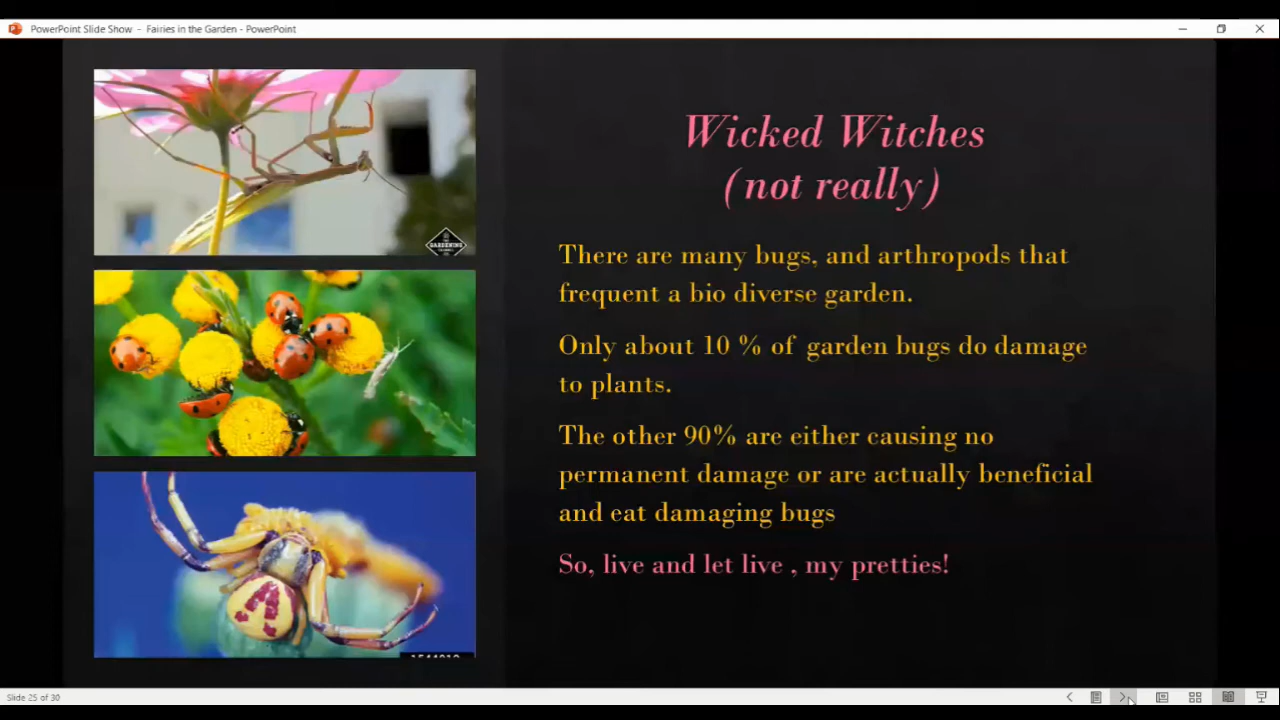 PowerPoint Slide Show - Fairies in the Garden - PowerPoint
Wicked Witches
(not really)
There are many bugs, and arthropods that
frequent a bio diverse garden.
Only about 10 % of garden bugs do damage
to plants.
The other 90% are either causing no
permanent damage or are actually beneficial
and eat damaging bugs
So, live and let live , my pretties!
GARDENING
Slide 25 of 30